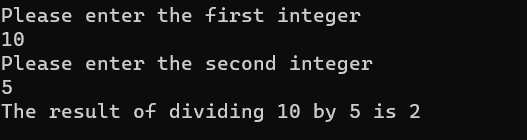 Please enter the first integer
10
Please enter the second integer
5
The result of dividing 10 by 5 is 2